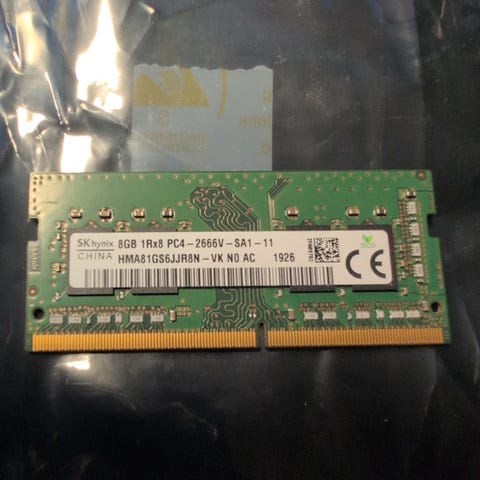 SK hynix 8GB 1Rx8 PC4-2666V-SA1-11
CHINA HMA81GS6JJR8N-VK N0 AC 1926
CE